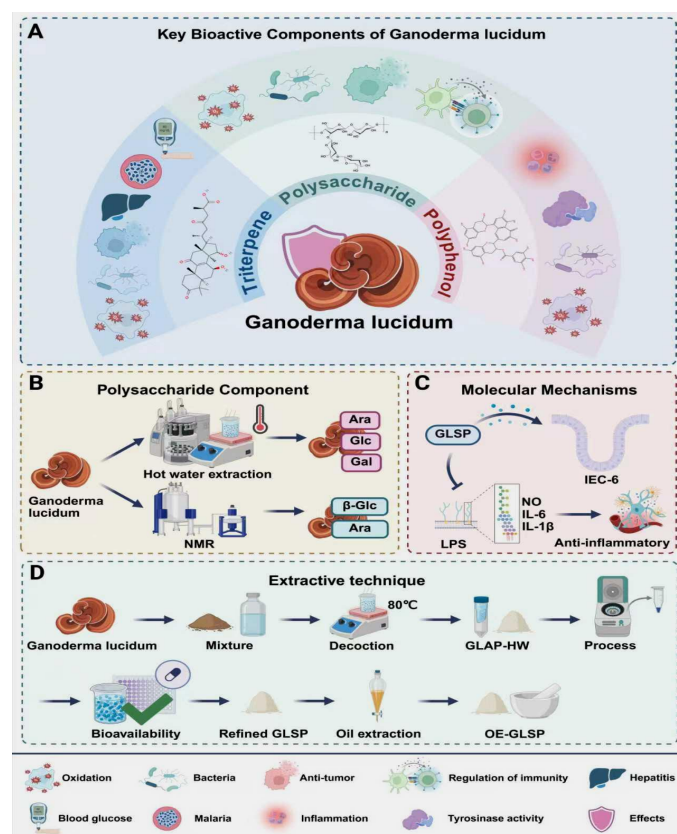 A
Key Bioactive Components of Ganoderma lucidum
Triterpene
Polysaccharide
Polyphenol
Ganoderma lucidum
B
Polysaccharide Component
Ganoderma
lucidum
Hot water extraction
Ara
Glc
Gal
NMR
β-Glc
Ara
C
Molecular Mechanisms
GLSP
IEC-6
LPS
NO
IL-6
IL-1β
Anti-inflammatory
D
Extractive technique
Ganoderma lucidum
Mixture
80℃
Decoction
GLAP-HW
Process
Bioavailability
Refined GLSP
Oil extraction
OE-GLSP
Oxidation
Bacteria
Anti-tumor
Regulation of immunity
Hepatitis
Blood glucose
Malaria
Inflammation
Tyrosinase activity
Effects